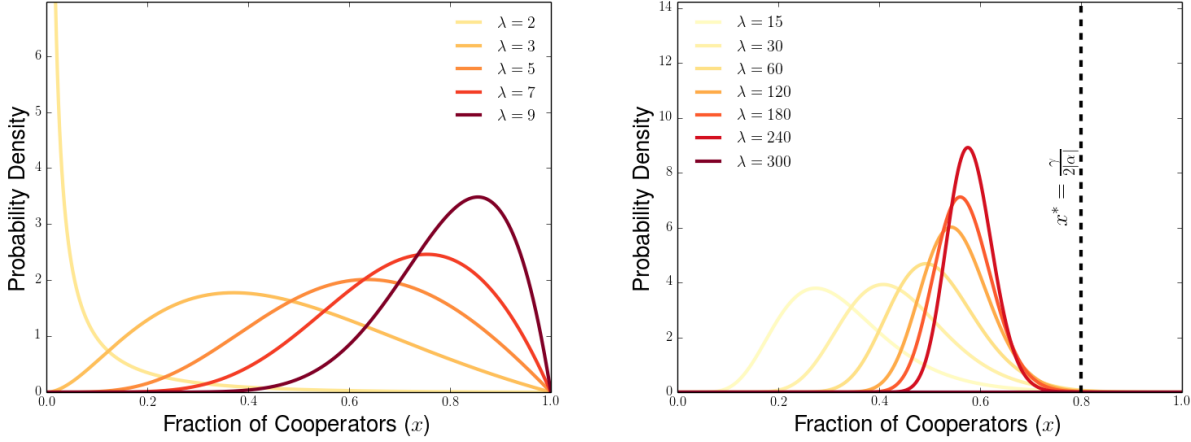 λ = 2
λ = 3
λ = 5
λ = 7
λ = 9
6
5
4
3
2
1
0
0.0 0.2 0.4 0.6 0.8 1.0
Probability Density
Fraction of Cooperators (x)
λ = 15
λ = 30
λ = 60
λ = 120
λ = 180
λ = 240
λ = 300
14
12
10
8
6
4
2
0
0.0 0.2 0.4 0.6 0.8 1.0
Probability Density
Fraction of Cooperators (x)
x* = γ/2|α|